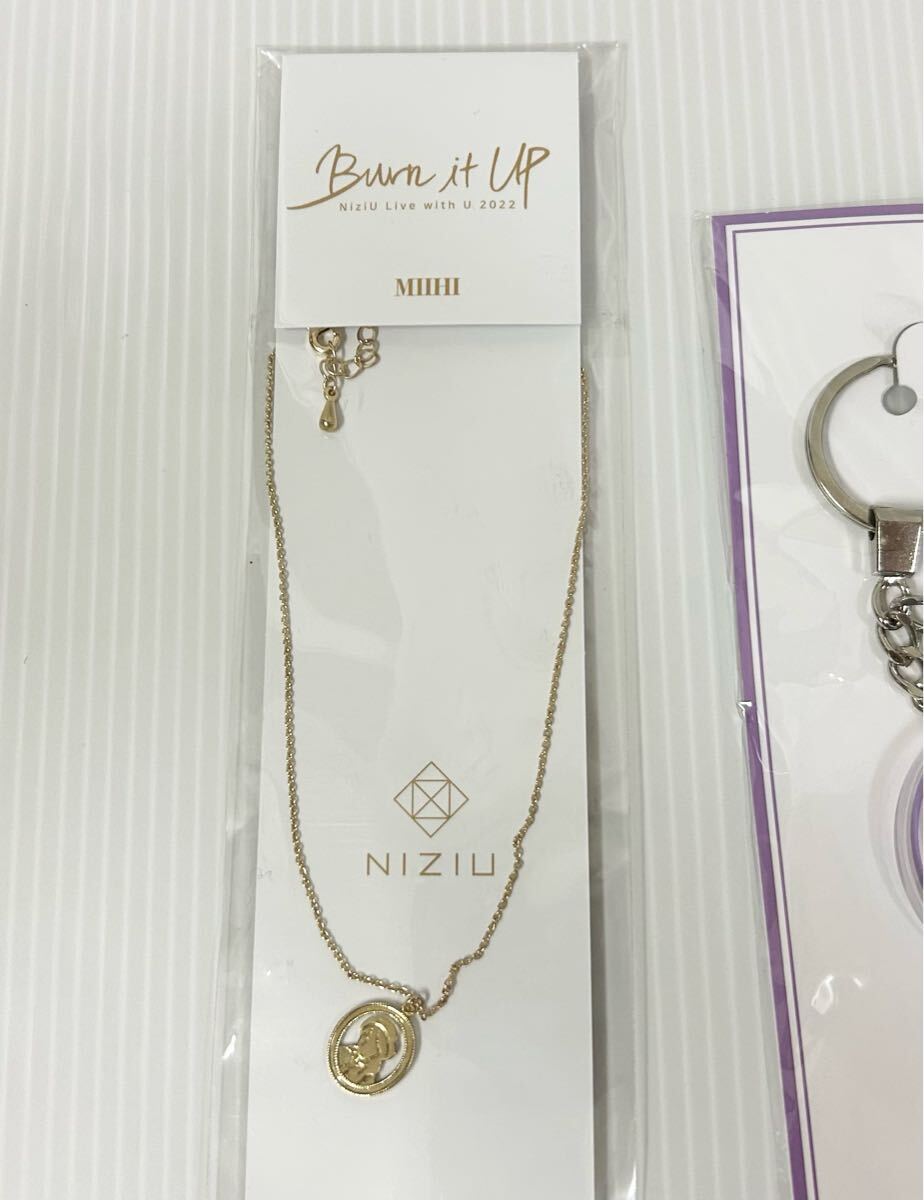 Burn it UP
NiziU Live with U 2022
MIIHI
NIZIU